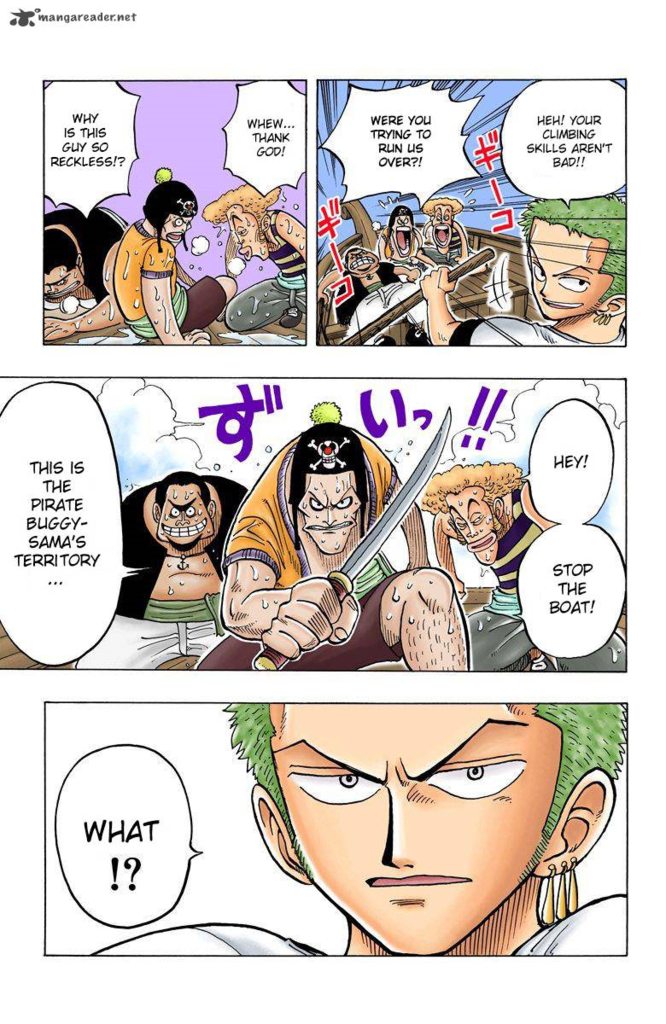 mangareader.net
HEH! YOUR
CLIMBING
SKILLS AREN'T
BAD!!
WERE YOU
TRYING TO
RUN US
OVER?!
ギーコ
ギーコ
WHEW...
THANK
GOD!
WHY
IS THIS
GUY SO
RECKLESS!?
HEY!
STOP
THE
BOAT!
ずいっ!!
THIS IS
THE
PIRATE
BUGGY-
SAMA'S
TERRITORY
...
WHAT
!?